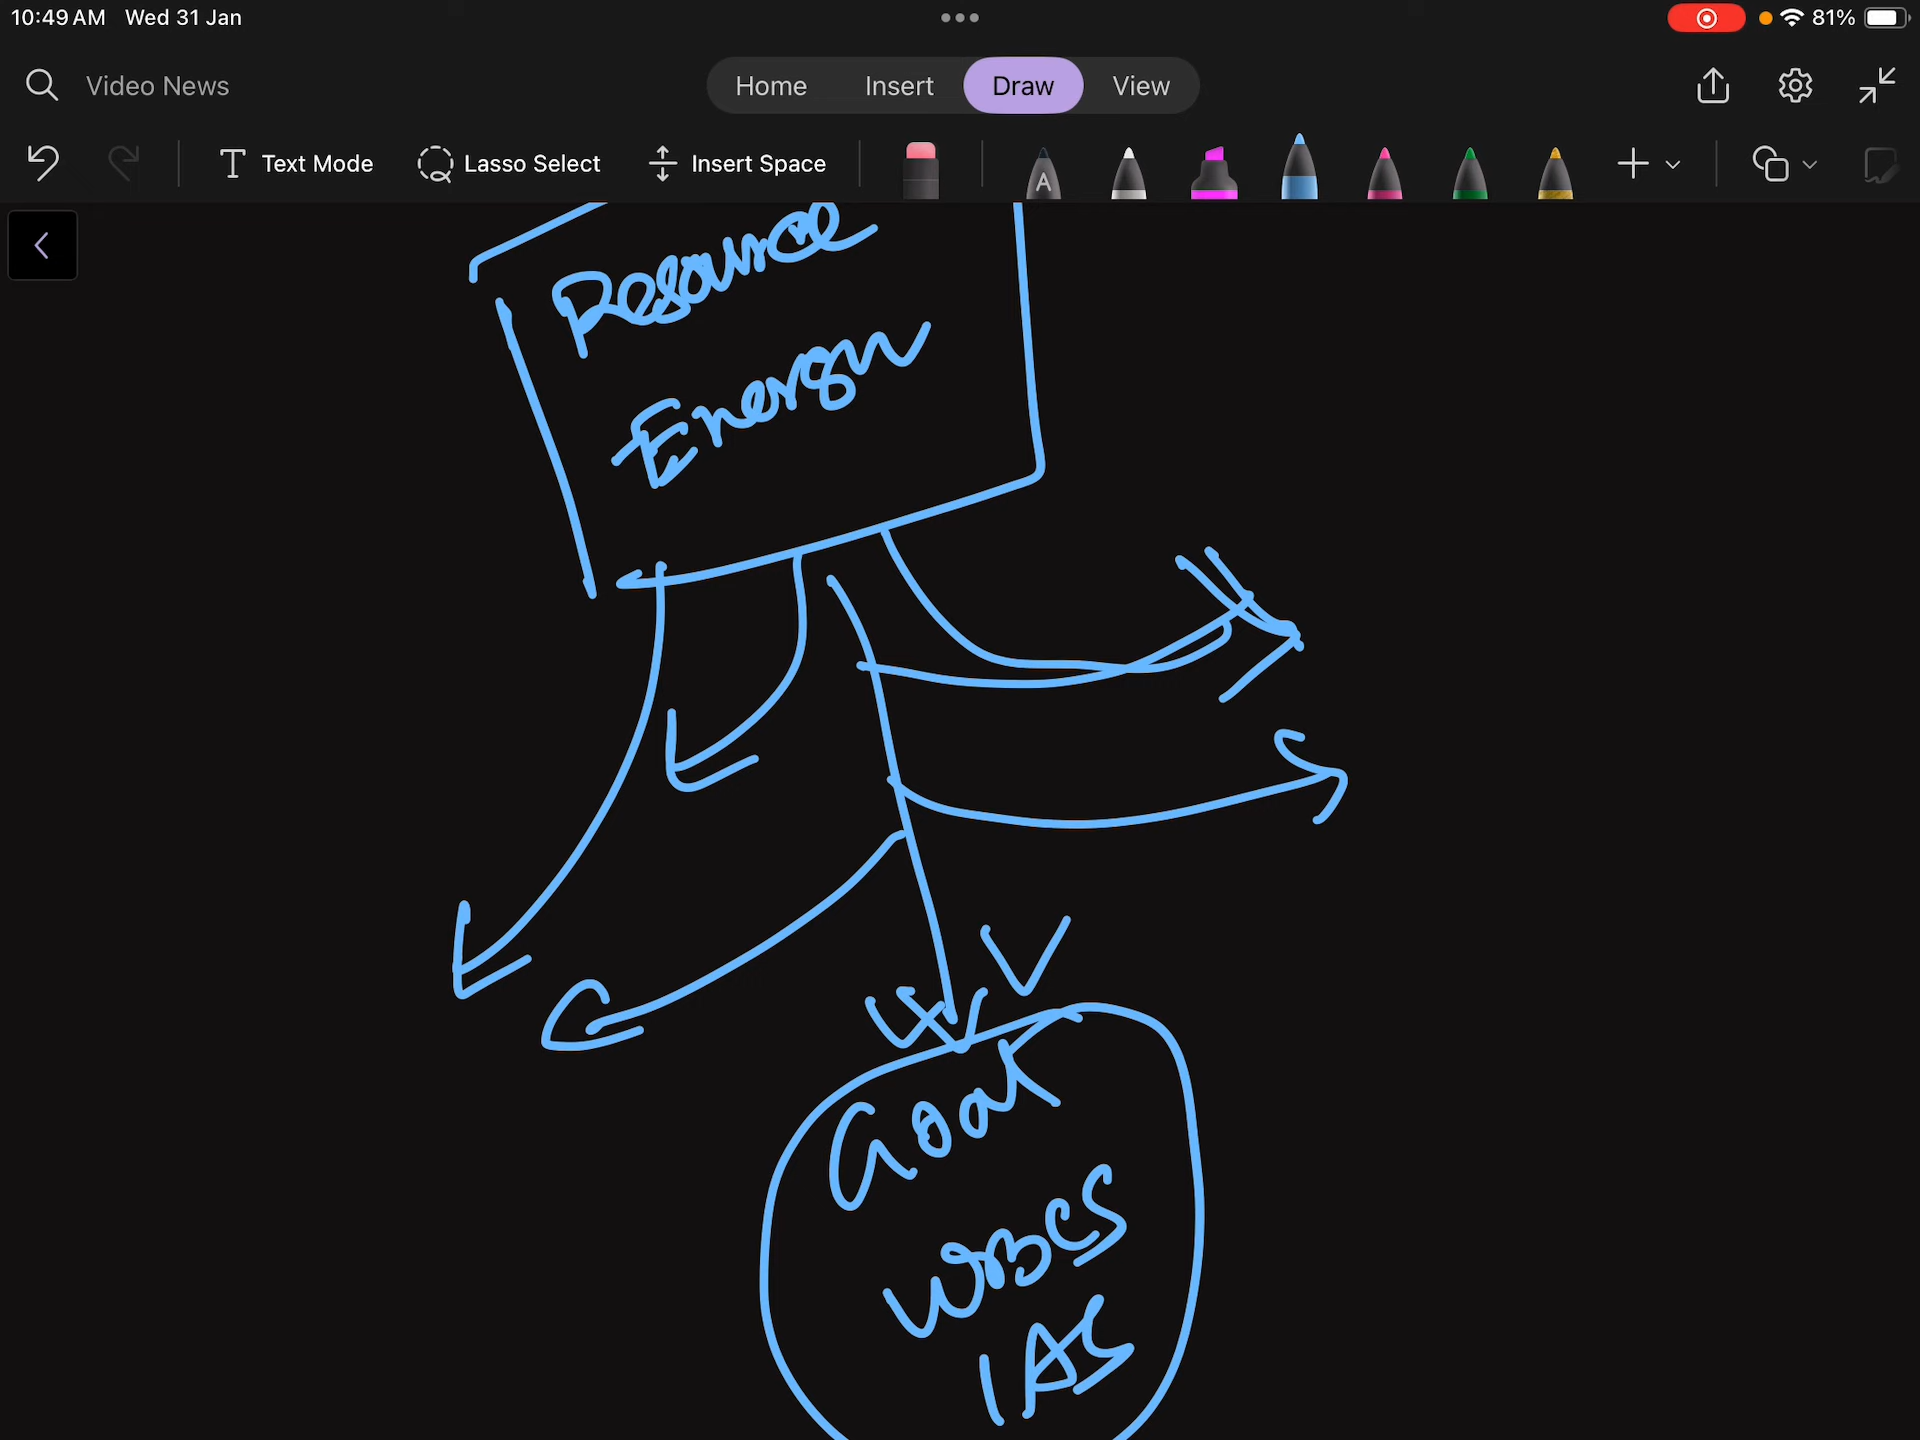 10:49 AM Wed 31 Jan
81%
Video News
Home Insert Draw View
Text Mode Lasso Select Insert Space
A
Resource
Energy
Goal
WBCS
IAS